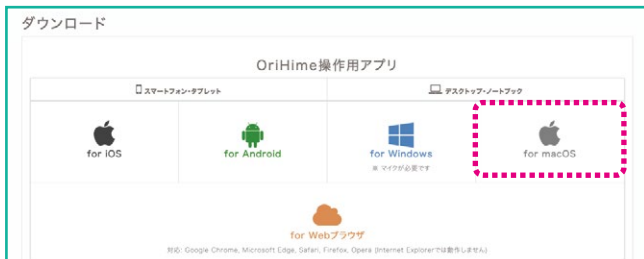 ダウンロード
OriHime操作用アプリ
スマートフォン・タブレット
デスクトップ・ノートブック
for iOS
for Android
for Windows
※ マイクが必要です
for macOS
for Webブラウザ
対応: Google Chrome, Microsoft Edge, Safari, Firefox, Opera (Internet Explorerでは動作しません)